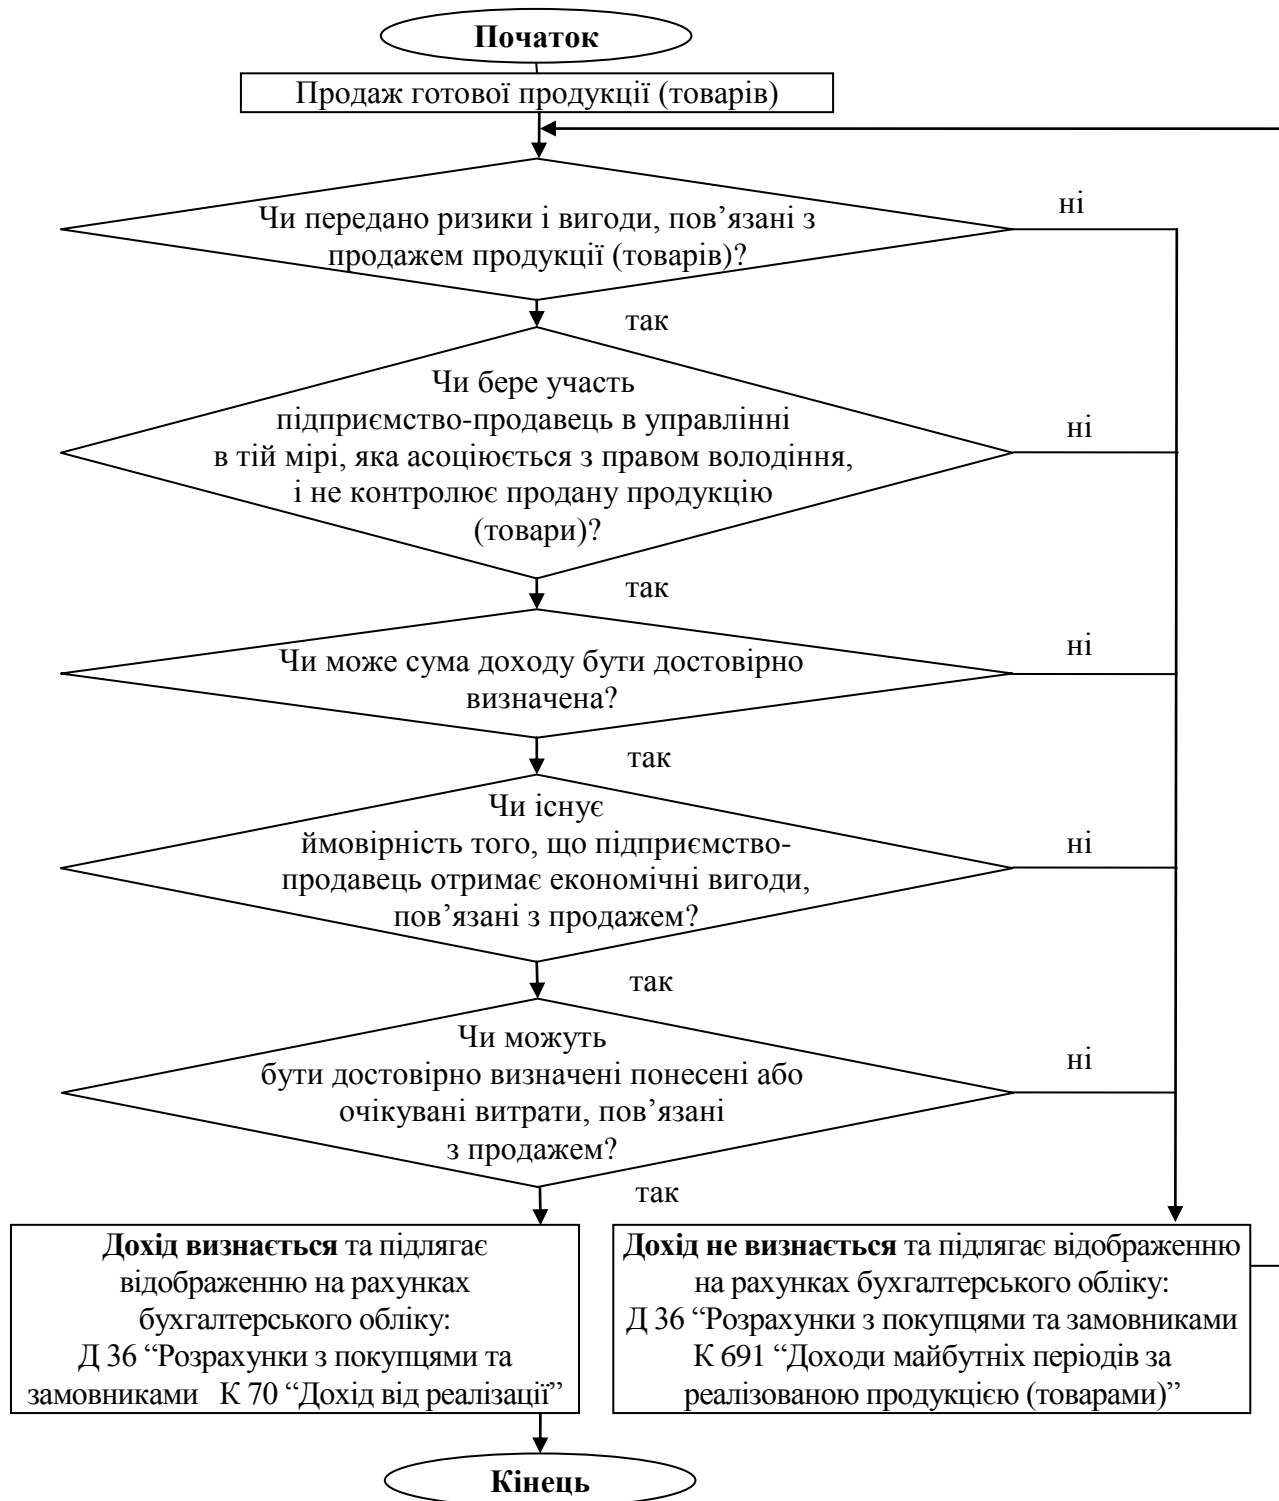 Початок
Продаж готової продукції (товарів)
Чи передано ризики і вигоди, пов’язані з
продажем продукції (товарів)?
ні
так
Чи бере участь
підприємство-продавець в управлінні
в тій мірі, яка асоціюється з правом володіння,
і не контролює продану продукцію
(товари)?
ні
так
Чи може сума доходу бути достовірно
визначена?
ні
так
Чи існує
ймовірність того, що підприємство-
продавець отримає економічні вигоди,
пов’язані з продажем?
ні
так
Чи можуть
бути достовірно визначені понесені або
очікувані витрати, пов’язані
з продажем?
ні
так
Дохід визнається та підлягає
відображенню на рахунках
бухгалтерського обліку:
Д 36 “Розрахунки з покупцями та
замовниками К 70 “Дохід від реалізації”
Дохід не визнається та підлягає відображенню
на рахунках бухгалтерського обліку:
Д 36 “Розрахунки з покупцями та замовниками
К 691 “Доходи майбутніх періодів за
реалізованою продукцією (товарами)”
Кінець